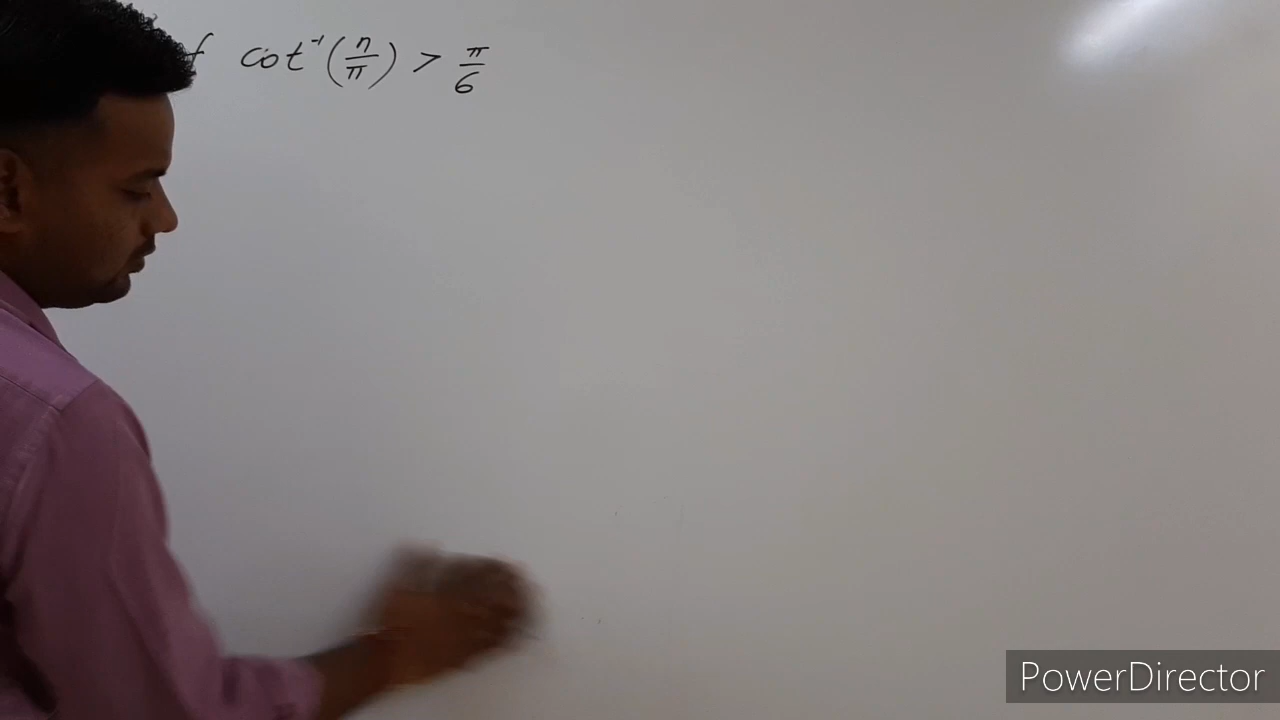 f cot⁻¹(n/π) > π/6
PowerDirector